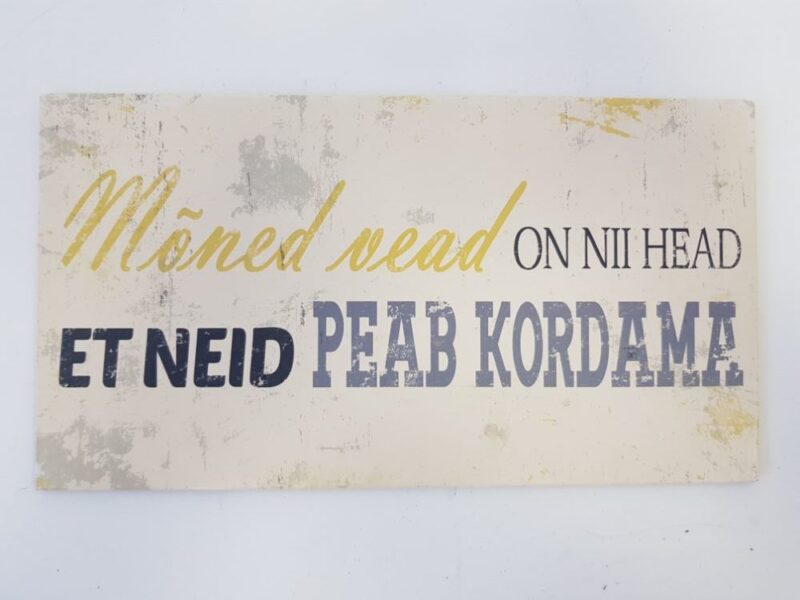 Mõned vead ON NII HEAD
ET NEID PEAB KORDAMA